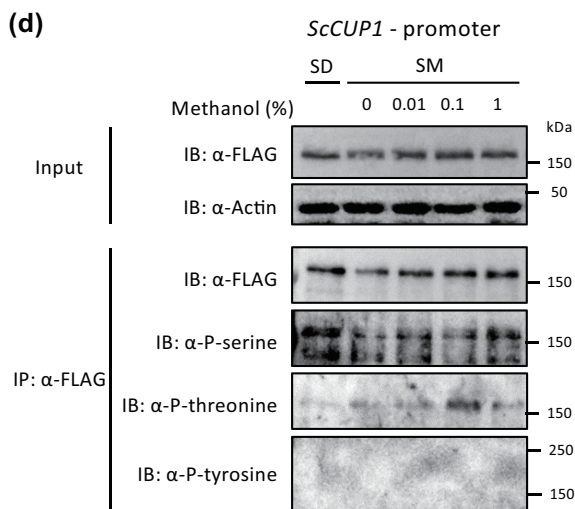 (d)
ScCUP1 - promoter
SD SM
Methanol (%) 0 0.01 0.1 1
kDa
Input
IB: α-FLAG 150
50
IB: α-Actin
IP: α-FLAG
IB: α-FLAG 150
IB: α-P-serine 150
IB: α-P-threonine 150
250
IB: α-P-tyrosine
150